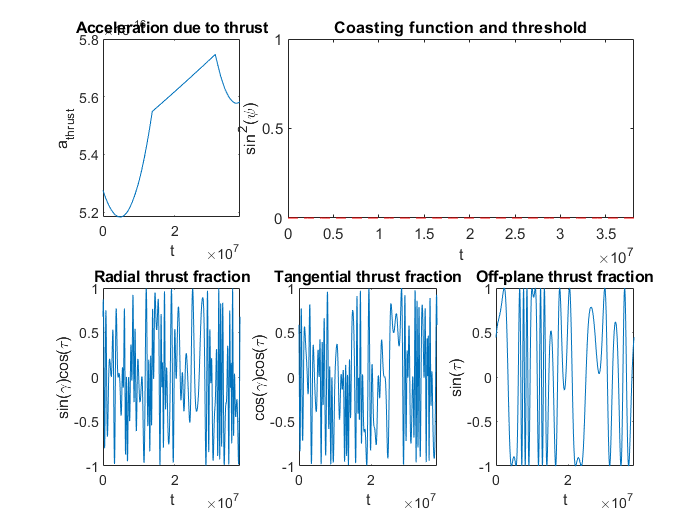 Acceleration due to thrust
Coasting function and threshold
5.8
5.6
5.4
5.2
a_thrust
0
2
t
×10^7
1
0.5
0
sin^2(ψ)
0 0.5 1 1.5 2 2.5 3 3.5
t
×10^7
Radial thrust fraction
Tangential thrust fraction
Off-plane thrust fraction
1
0.5
0
-0.5
-1
sin(γ)cos(τ)
0
2
t
×10^7
1
0.5
0
-0.5
-1
cos(γ)cos(τ)
0
2
t
×10^7
1
0.5
0
-0.5
-1
sin(τ)
0
2
t
×10^7